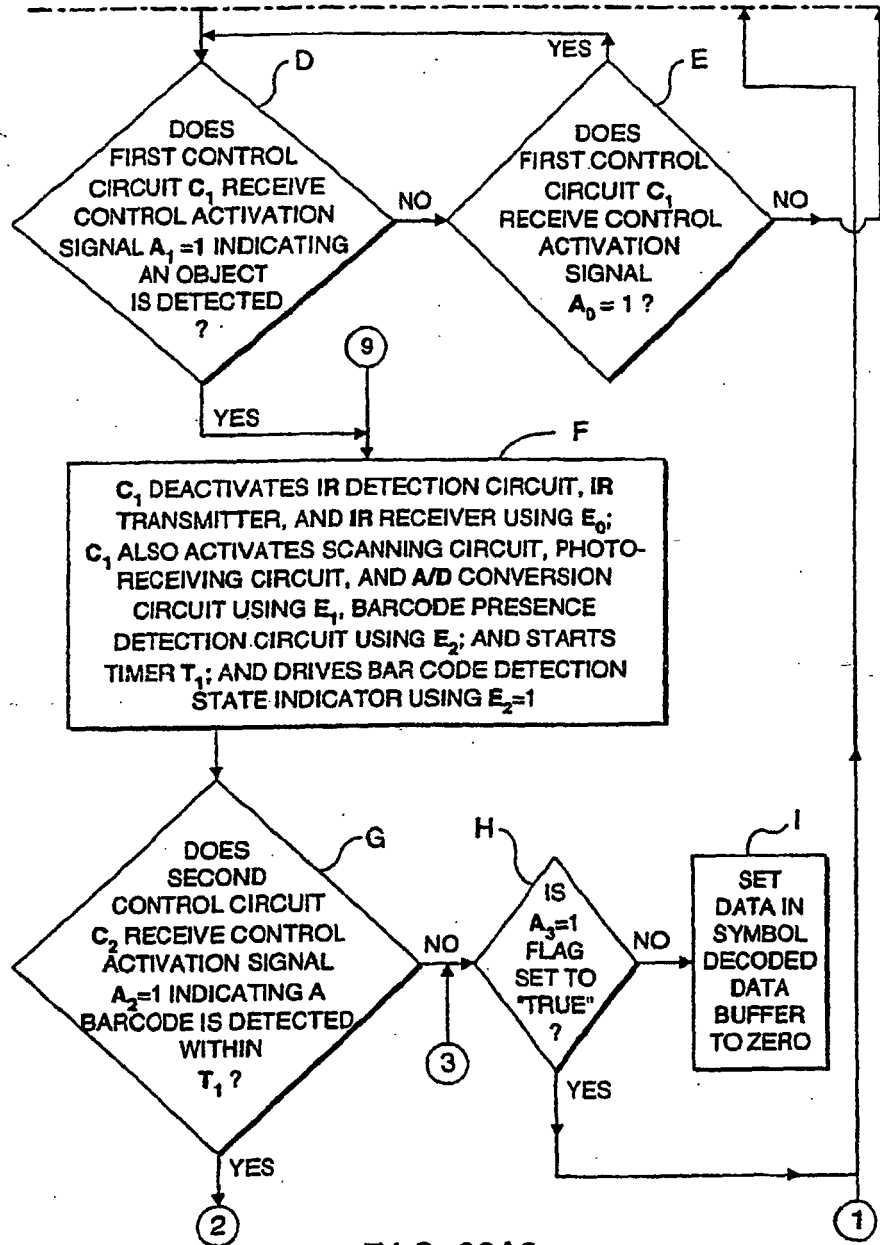 YES
D
E
DOES
FIRST CONTROL
CIRCUIT C₁ RECEIVE
CONTROL ACTIVATION
SIGNAL A₁ =1 INDICATING
AN OBJECT
IS DETECTED
?
NO
DOES
FIRST CONTROL
CIRCUIT C₁
RECEIVE CONTROL
ACTIVATION
SIGNAL
A₀ = 1 ?
NO
9
YES
F
C₁ DEACTIVATES IR DETECTION CIRCUIT, IR
TRANSMITTER, AND IR RECEIVER USING E₀;
C₁ ALSO ACTIVATES SCANNING CIRCUIT, PHOTO-
RECEIVING CIRCUIT, AND A/D CONVERSION
CIRCUIT USING E₁, BARCODE PRESENCE
DETECTION CIRCUIT USING E₂; AND STARTS
TIMER T₁; AND DRIVES BAR CODE DETECTION
STATE INDICATOR USING E₂=1
G
DOES
SECOND
CONTROL CIRCUIT
C₂ RECEIVE CONTROL
ACTIVATION SIGNAL
A₂=1 INDICATING A
BARCODE IS DETECTED
WITHIN
T₁ ?
NO
3
H
IS
A₃=1
FLAG
SET TO
"TRUE"
?
NO
I
SET
DATA IN
SYMBOL
DECODED
DATA
BUFFER
TO ZERO
YES
YES
2
1